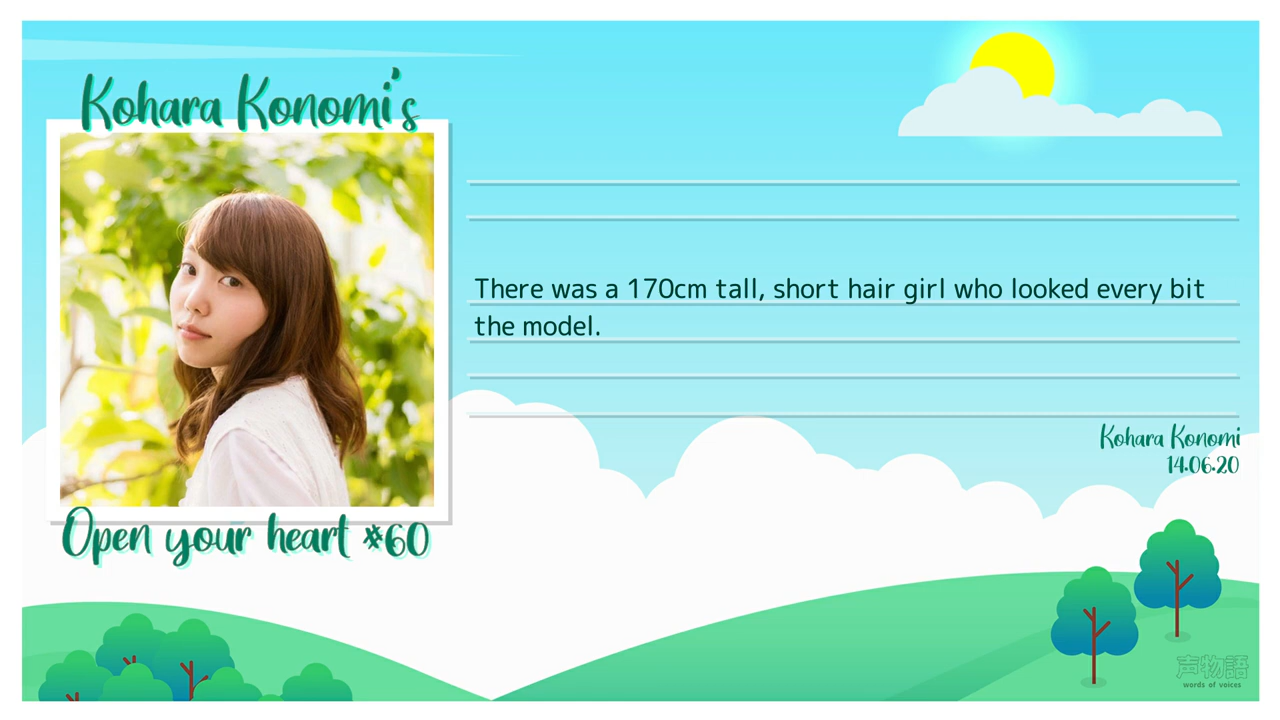 Kohara Konomi's
There was a 170cm tall, short hair girl who looked every bit
the model.
Kohara Konomi
14.06.20
Open your heart #60
声物語
words of voices